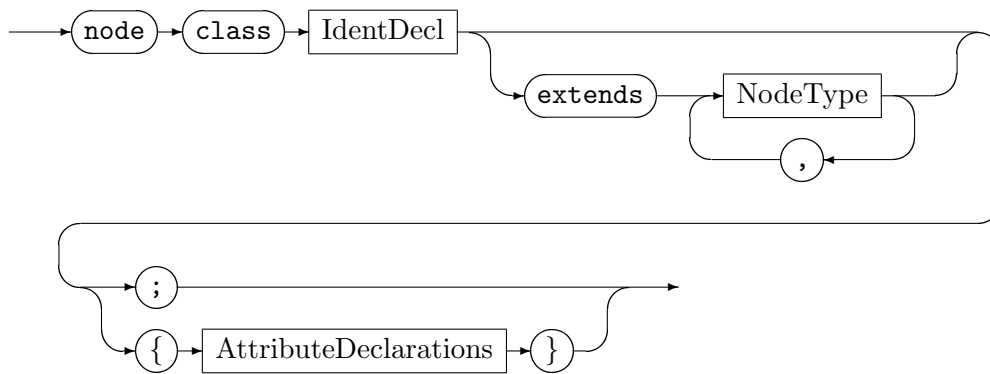 node class IdentDecl
extends NodeType
,
;
{ AttributeDeclarations }